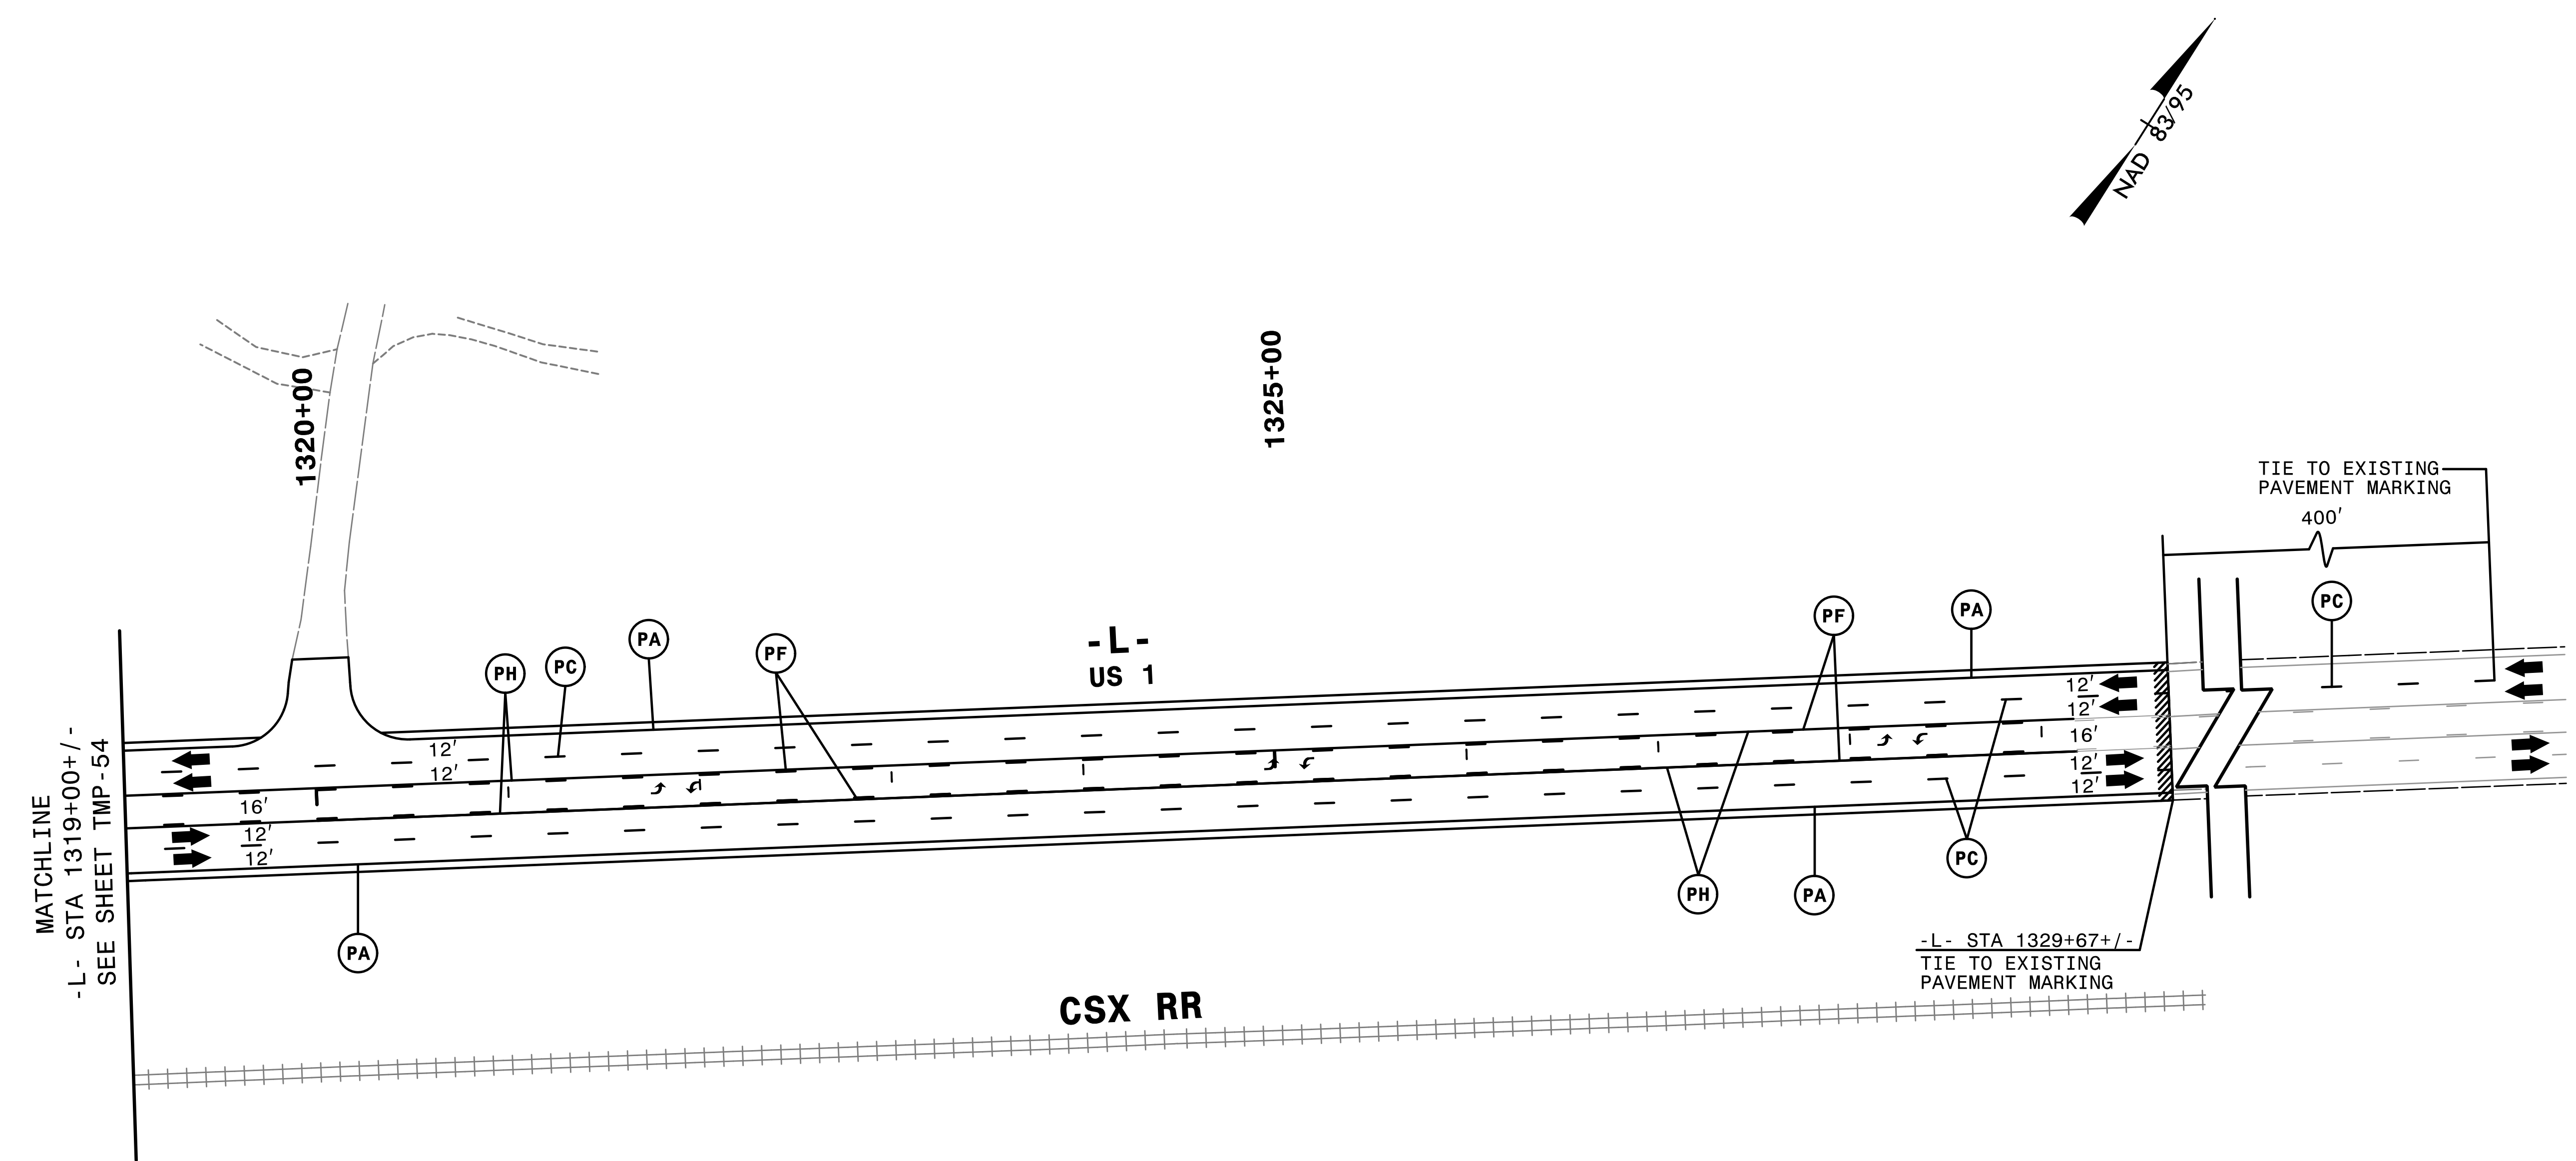 NAD 83/95
1320+00
1325+00
TIE TO EXISTING
PAVEMENT MARKING
400'
PC
PF
PA
PA
PF
PH
PC
-L-
US 1
12'
12'
16'
12'
12'
12'
12'
16'
12'
12'
PH
PA
PC
PA
-L- STA 1329+67+/-
TIE TO EXISTING
PAVEMENT MARKING
CSX RR
MATCHLINE
-L- STA 1319+00+/-
SEE SHEET TMP-54